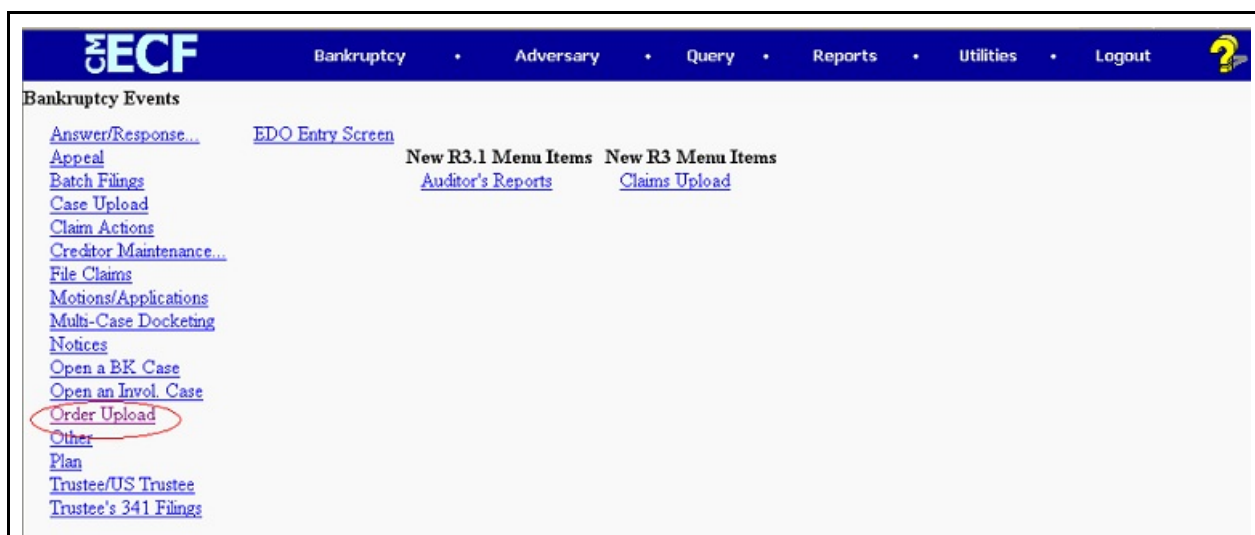 CM ECF Bankruptcy • Adversary • Query • Reports • Utilities • Logout ?
Bankruptcy Events
Answer/Response... EDO Entry Screen
Appeal New R3.1 Menu Items New R3 Menu Items
Batch Filings Auditor's Reports Claims Upload
Case Upload
Claim Actions
Creditor Maintenance...
File Claims
Motions/Applications
Multi-Case Docketing
Notices
Open a BK Case
Open an Invol. Case
Order Upload
Other
Plan
Trustee/US Trustee
Trustee's 341 Filings